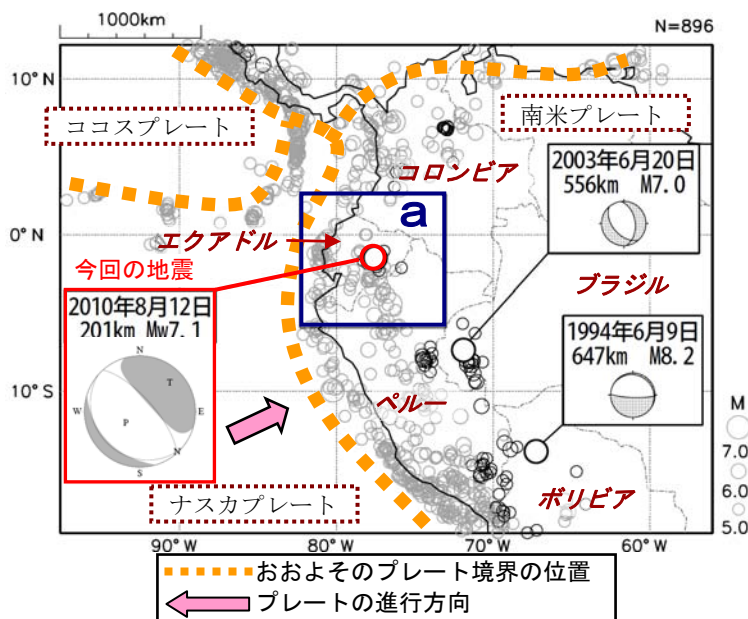 1000km
N=896
10°N
0°N
10°S
90°W
80°W
70°W
60°W
ココスプレート
南米プレート
コロンビア
2003年6月20日
556km M7.0
a
エクアドル
今回の地震
ブラジル
2010年8月12日
201km Mw7.1
N
T
W
P
E
N
S
1994年6月9日
647km M8.2
ペルー
M
7.0
6.0
5.0
ナスカプレート
ボリビア
おおよそのプレート境界の位置
プレートの進行方向